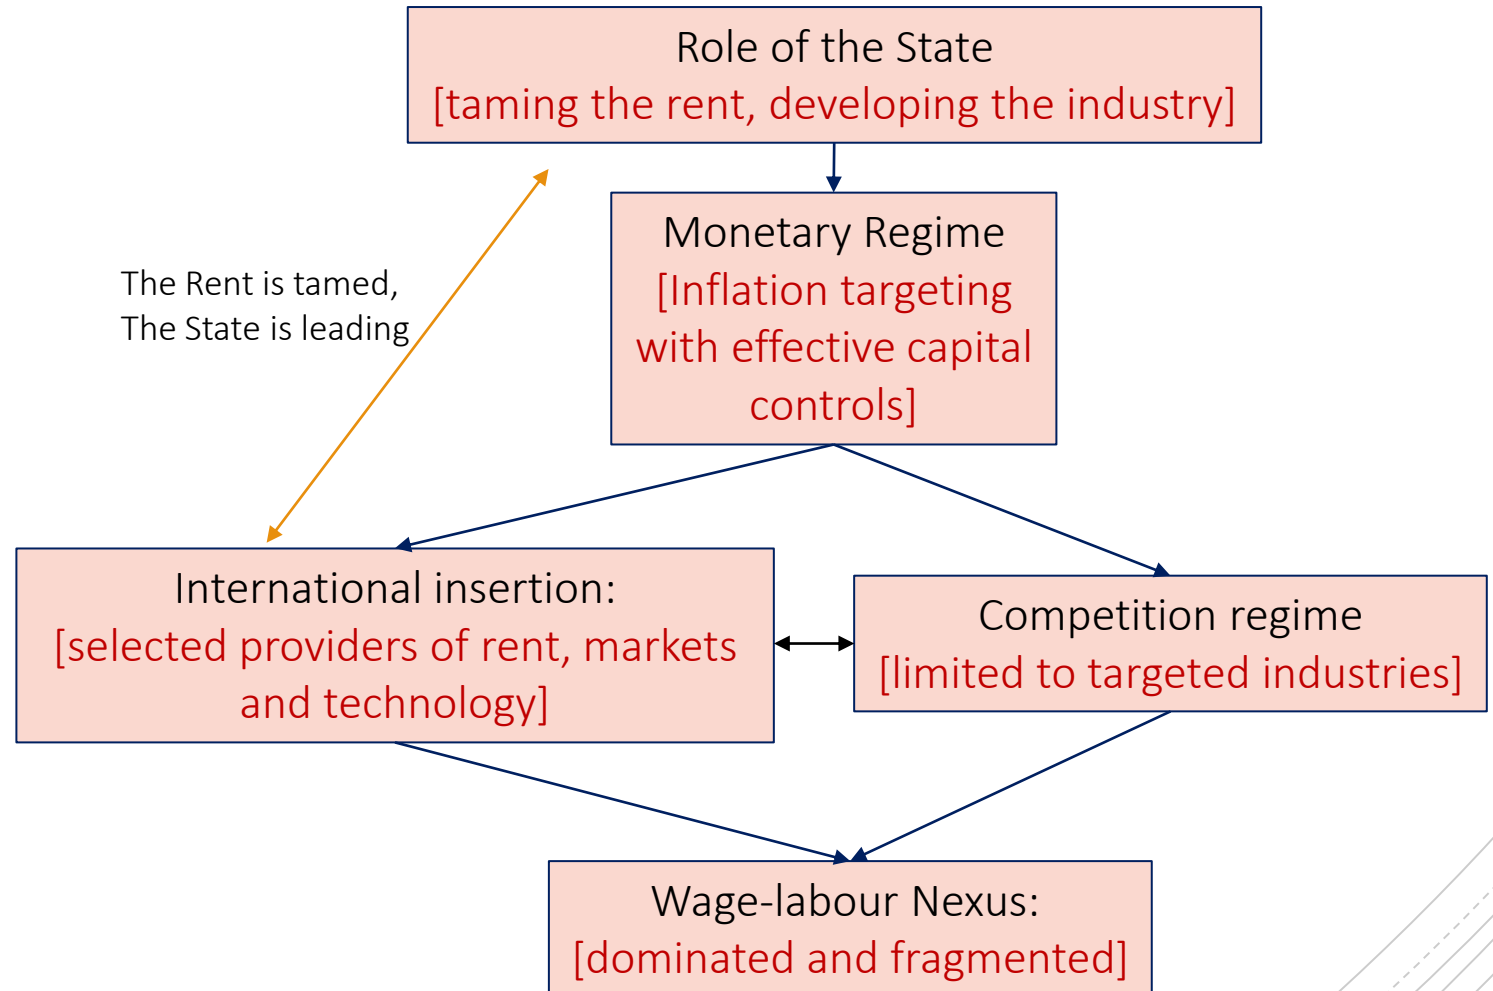 Role of the State
[taming the rent, developing the industry]
Monetary Regime
[Inflation targeting
with effective capital
controls]
The Rent is tamed,
The State is leading
International insertion:
[selected providers of rent, markets
and technology]
Competition regime
[limited to targeted industries]
Wage-labour Nexus:
[dominated and fragmented]